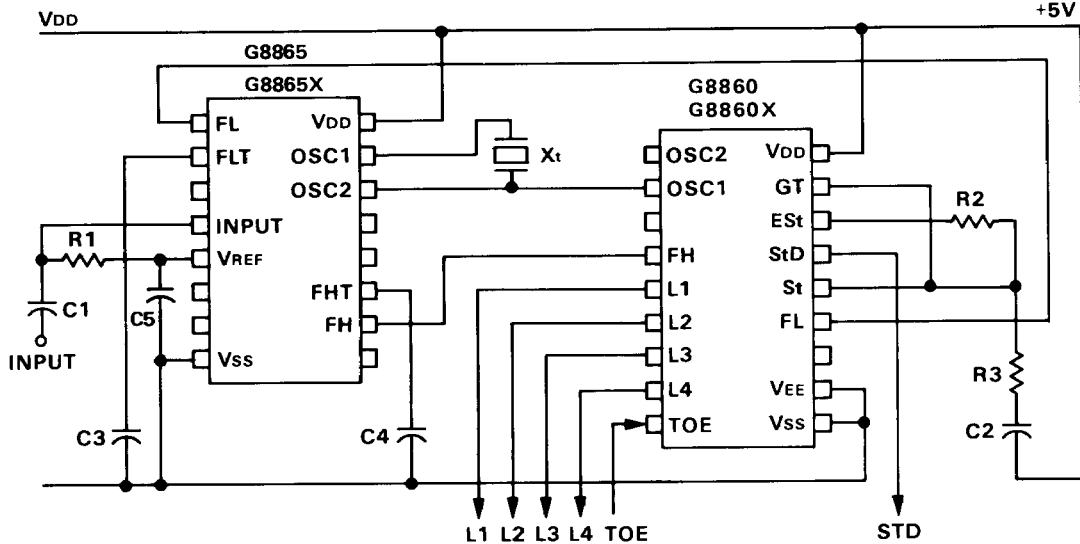 VDD
+5V
G8865
G8865X
G8860
G8860X
FL
VDD
FLT
OSC1
Xt
OSC2
INPUT
VREF
FHT
FH
VSS
R1
C1
C5
INPUT
C3
C4
OSC2
VDD
OSC1
GT
ESt
R2
FH
StD
L1
St
L2
FL
L3
L4
VEE
TOE
VSS
R3
C2
L1 L2 L3 L4 TOE
STD